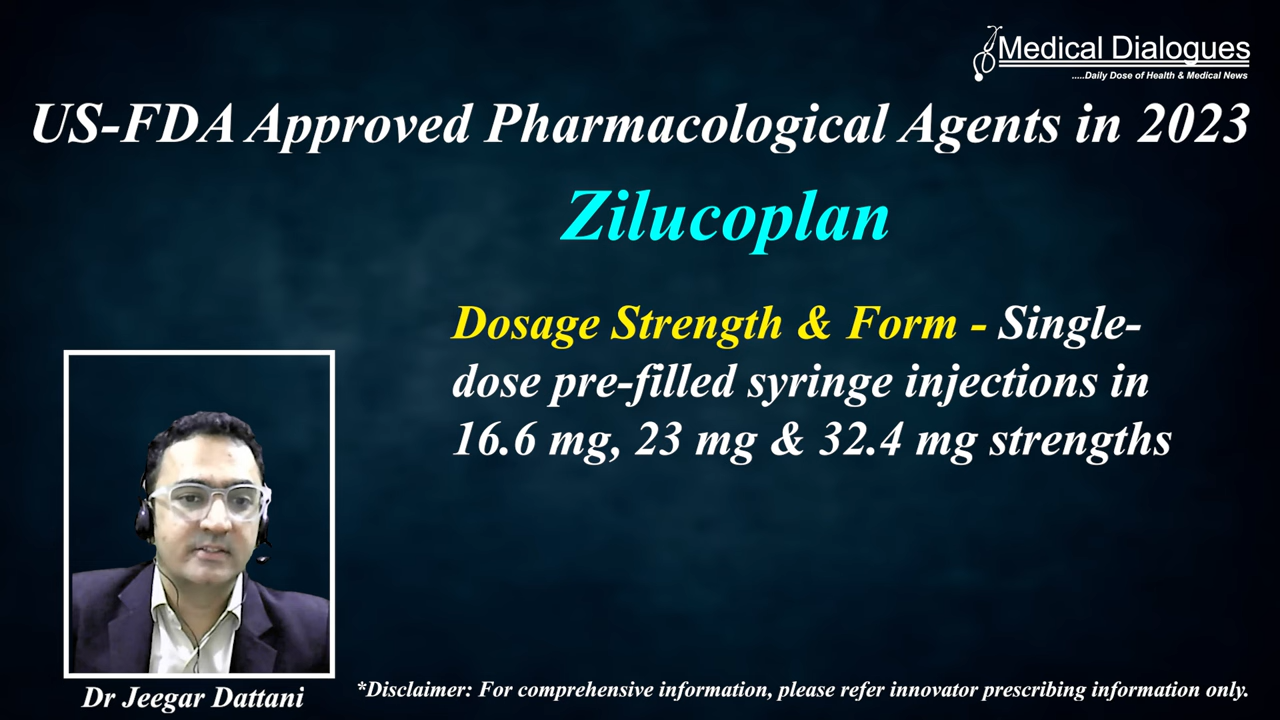 Medical Dialogues
.....Daily Dose of Health & Medical News
US-FDA Approved Pharmacological Agents in 2023
Zilucoplan
Dosage Strength & Form - Single-
dose pre-filled syringe injections in
16.6 mg, 23 mg & 32.4 mg strengths
Dr Jeegar Dattani
*Disclaimer: For comprehensive information, please refer innovator prescribing information only.